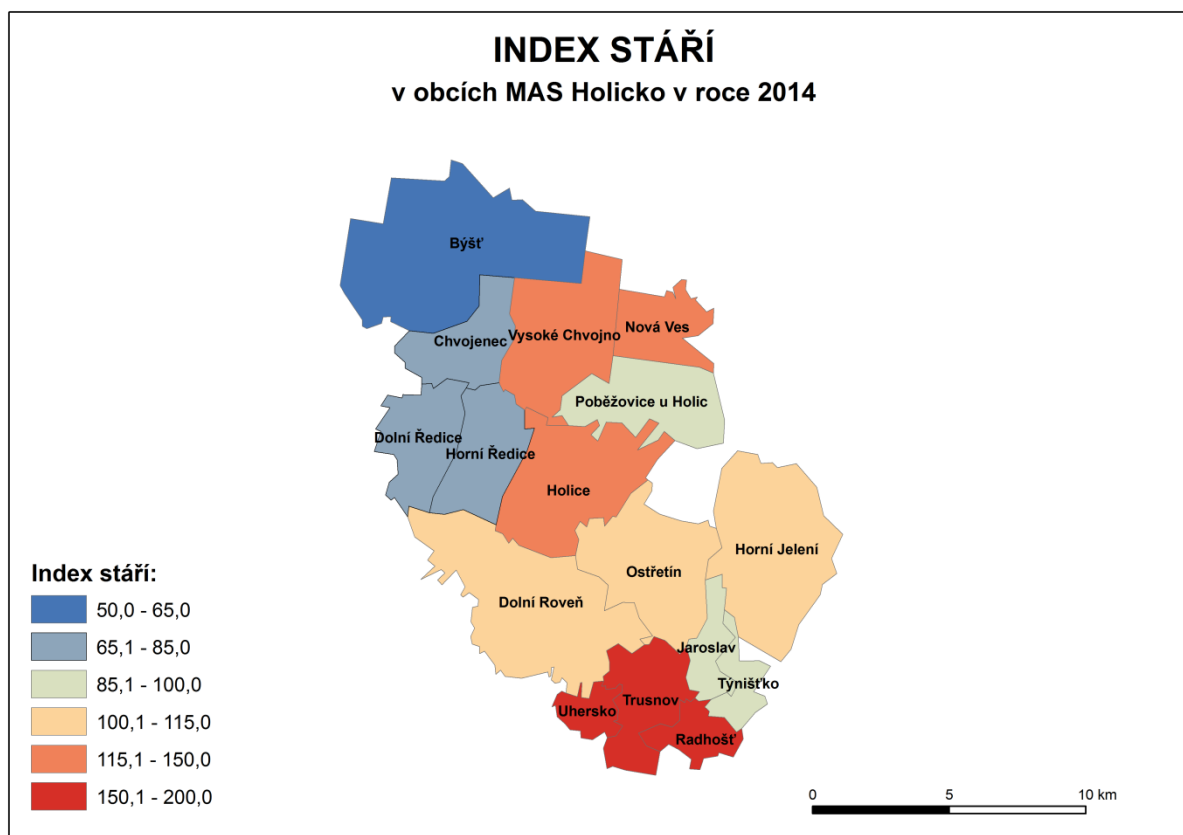 INDEX STÁŘÍ
v obcích MAS Holicko v roce 2014
Býšť
Chvojenec
Vysoké Chvojno
Nová Ves
Poběžovice u Holic
Dolní Ředice
Horní Ředice
Holice
Horní Jelení
Ostřetín
Dolní Roveň
Jaroslav
Týnišťko
Trusnov
Uhersko
Radhošť
Index stáří:
50,0 - 65,0
65,1 - 85,0
85,1 - 100,0
100,1 - 115,0
115,1 - 150,0
150,1 - 200,0
0 5 10 km